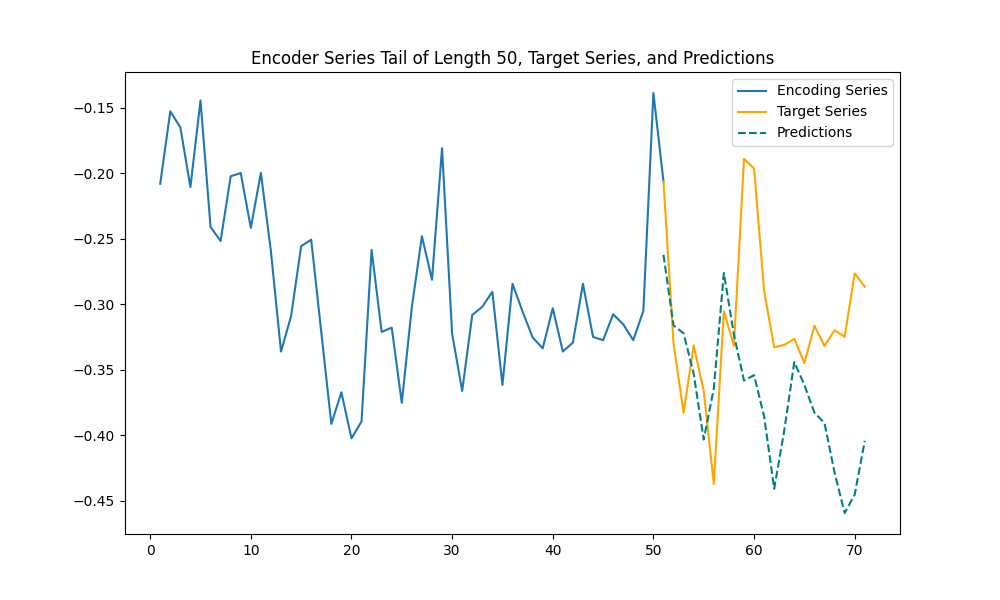 Encoder Series Tail of Length 50, Target Series, and Predictions
Encoding Series
Target Series
Predictions
−0.15
−0.20
−0.25
−0.30
−0.35
−0.40
−0.45
0 10 20 30 40 50 60 70